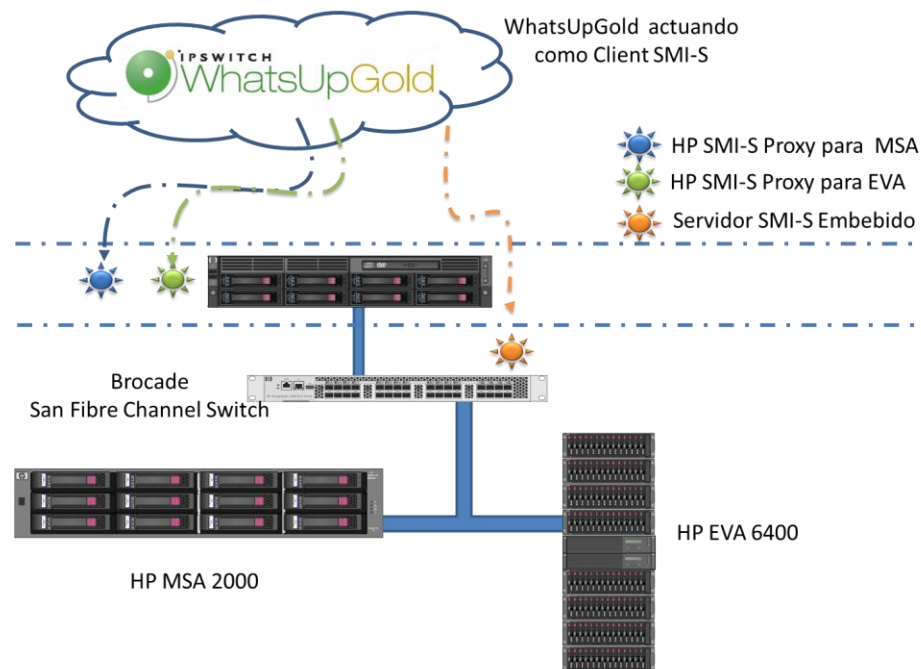 WhatsUpGold actuando
como Client SMI-S
IPSWITCH
WhatsUpGold
HP SMI-S Proxy para MSA
HP SMI-S Proxy para EVA
Servidor SMI-S Embebido
Brocade
San Fibre Channel Switch
HP MSA 2000
HP EVA 6400